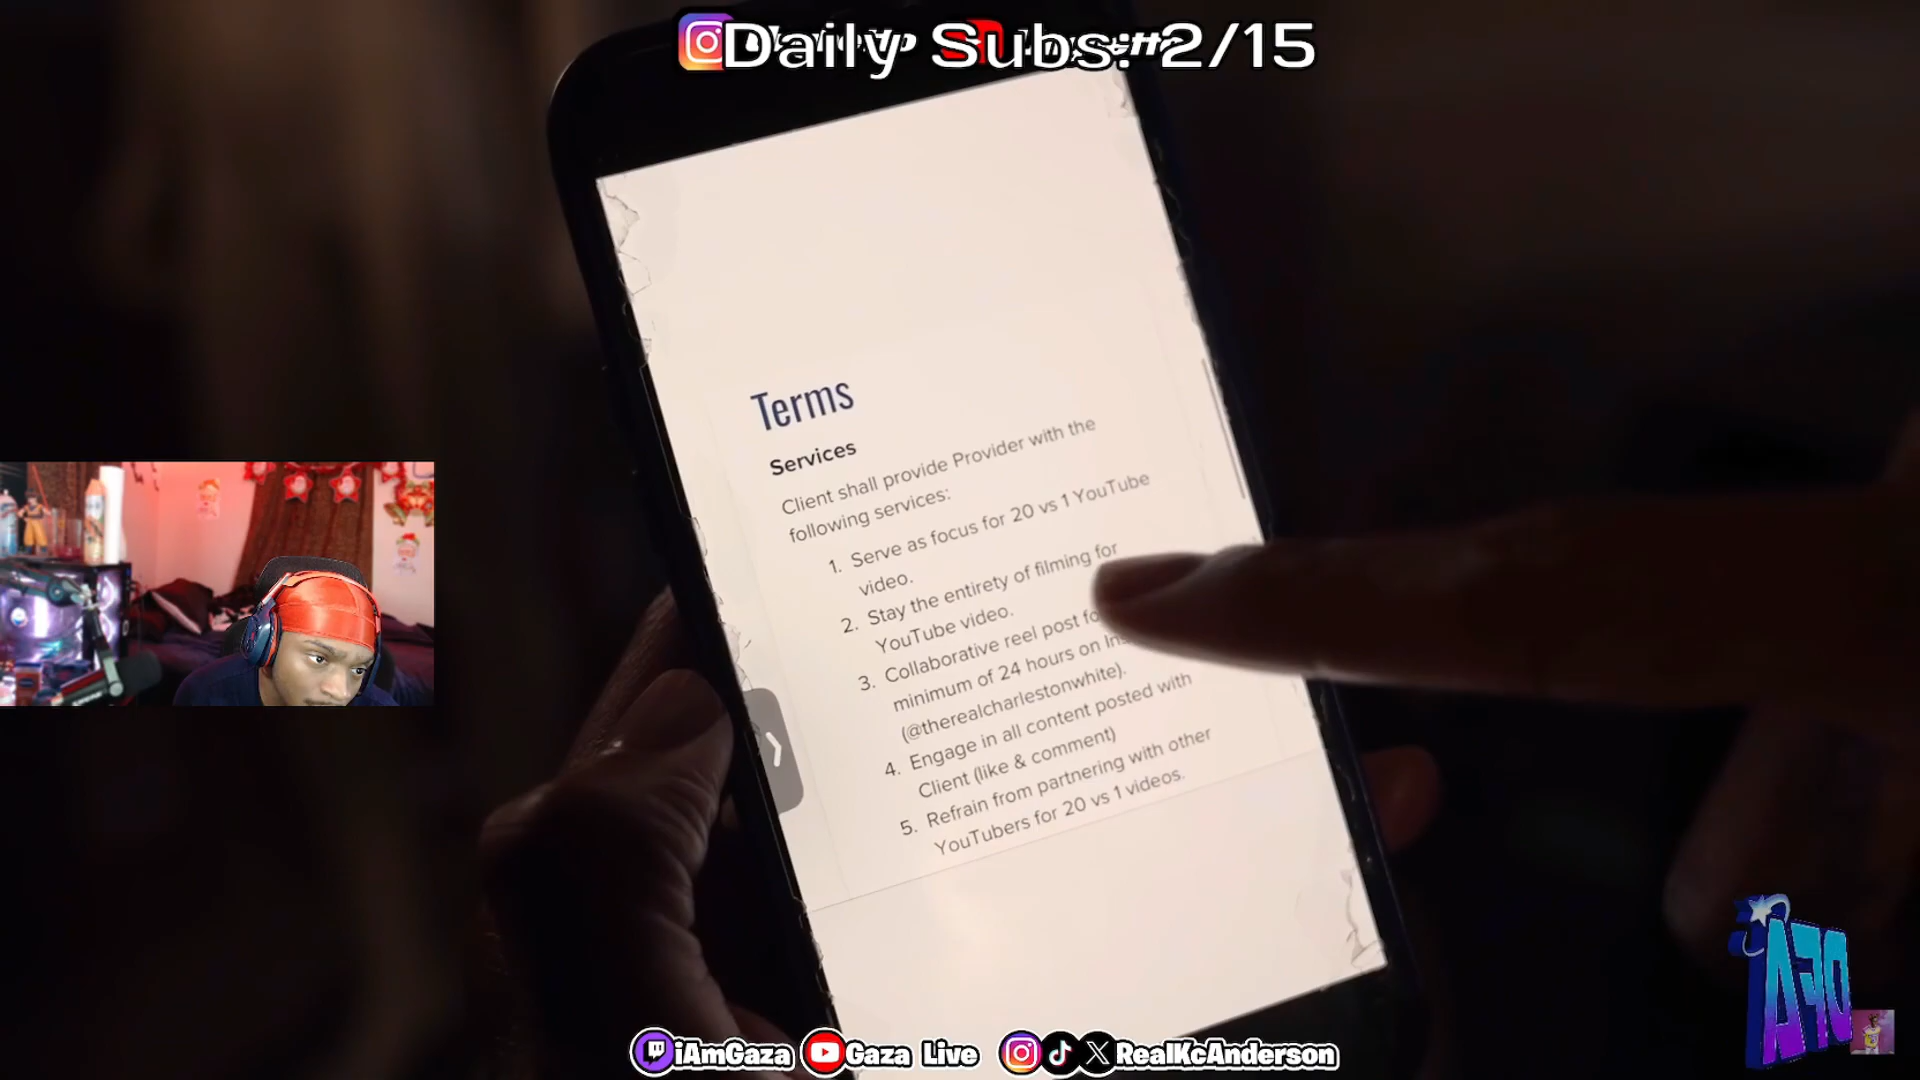 Daily Subs: 2/15
Terms
Services
Client shall provide Provider with the
following services:
1. Serve as focus for 20 vs 1 YouTube
video.
2. Stay the entirety of filming for
YouTube video.
3. Collaborative reel post
minimum of 24 hours on
(@therealcharlestonwhite).
4. Engage in all content posted with
Client (like & comment)
5. Refrain from partnering with other
YouTubers for 20 vs 1 videos.
iAmGaza Gaza Live RealKcAnderson